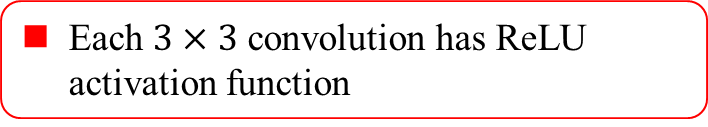 Each 3 × 3 convolution has ReLU
activation function